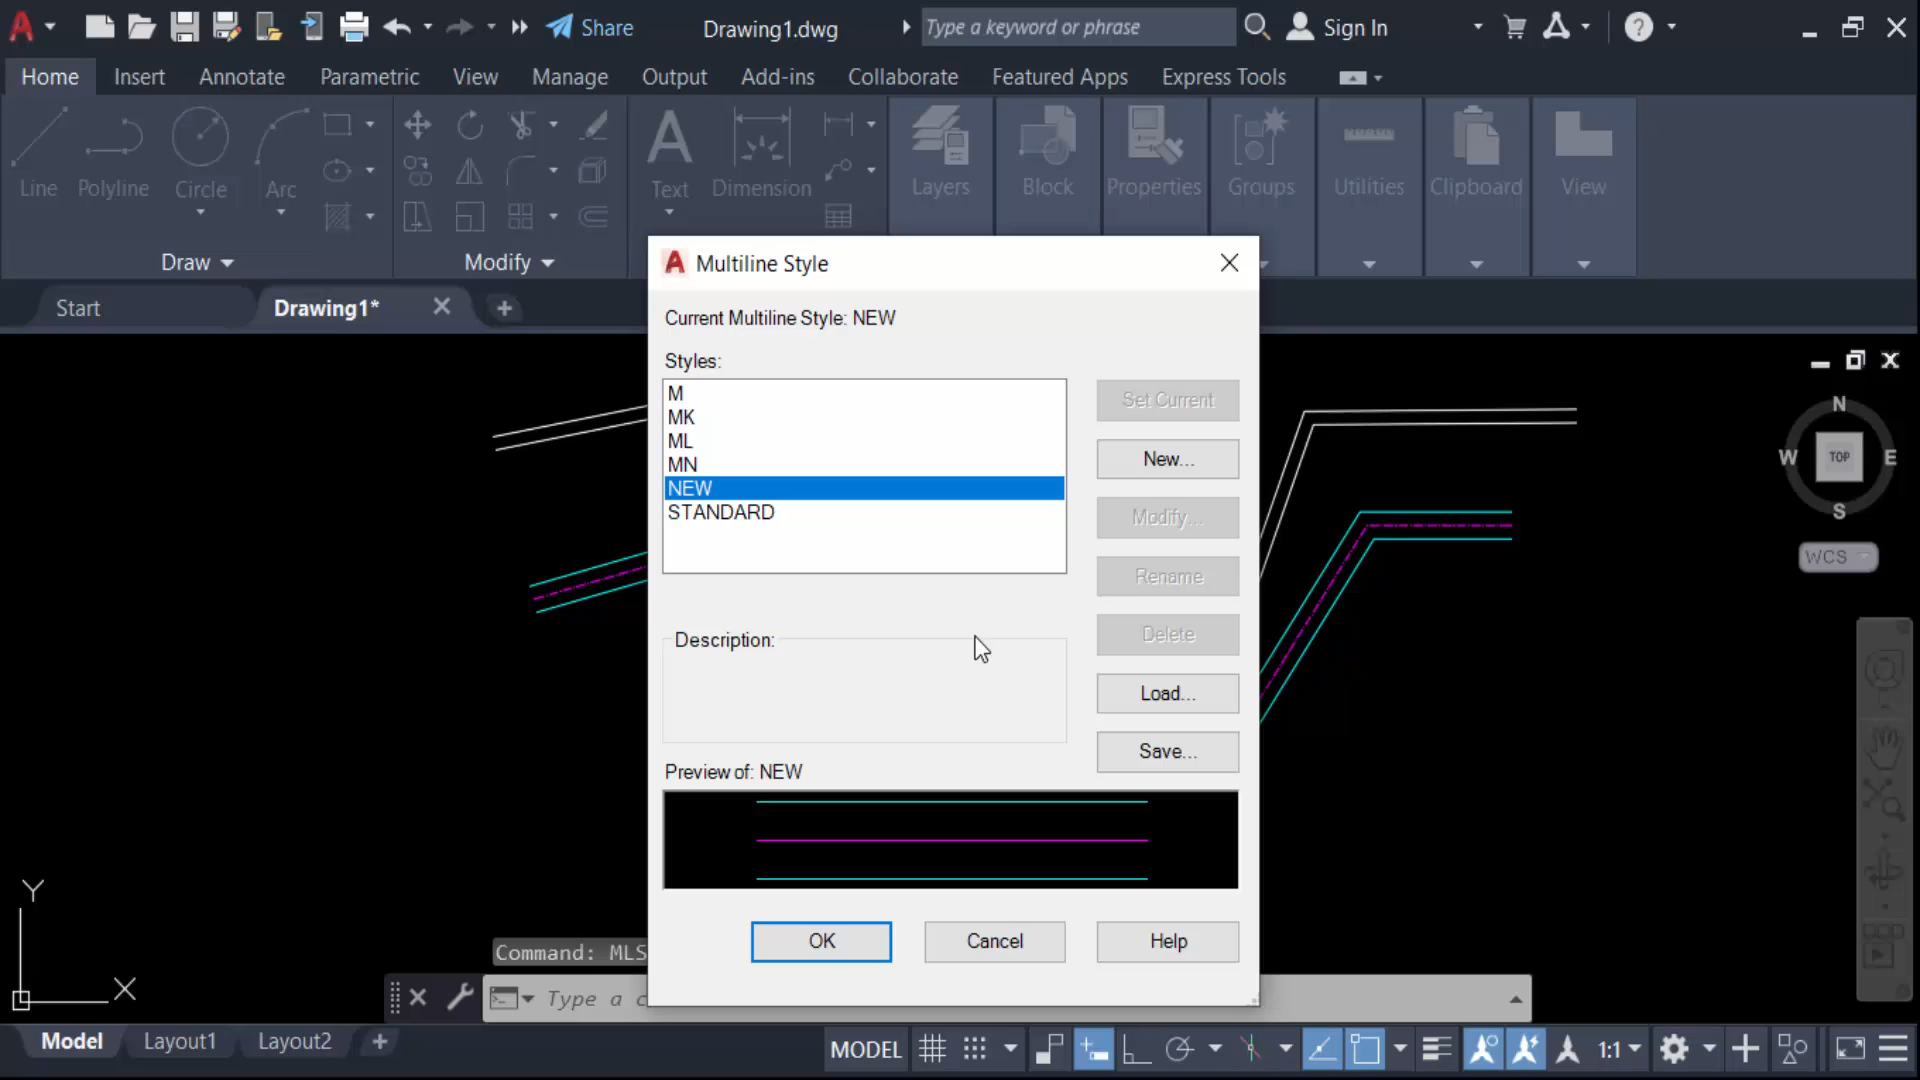 Share Drawing1.dwg Type a keyword or phrase Sign In
Home Insert Annotate Parametric View Manage Output Add-ins Collaborate Featured Apps Express Tools
Line Polyline Circle Arc Text Dimension Layers Block Properties Groups Utilities Clipboard View
Draw Modify
Start Drawing1*
Multiline Style
Current Multiline Style: NEW
Styles:
M
MK
ML
MN
NEW
STANDARD
Set Current
New...
Modify...
Rename
Delete
Load...
Save...
Description:
Preview of: NEW
OK Cancel Help
N
W TOP E
S
WCS
Y
X
Command: MLS
Type a c
Model Layout1 Layout2 MODEL 1:1